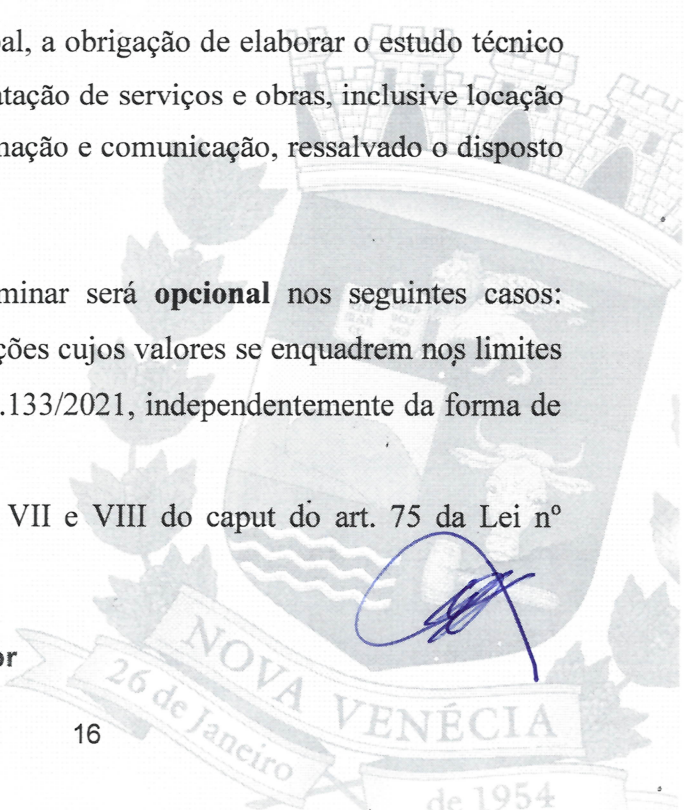 pal, a obrigação de elaborar o estudo técnico
atação de serviços e obras, inclusive locação
nação e comunicação, ressalvado o disposto
minar será opcional nos seguintes casos:
ções cujos valores se enquadrem nos limites
.133/2021, independentemente da forma de
VII e VIII do caput do art. 75 da Lei nº
or
16
NOVA VENÉCIA
26 de Janeiro
de 1954